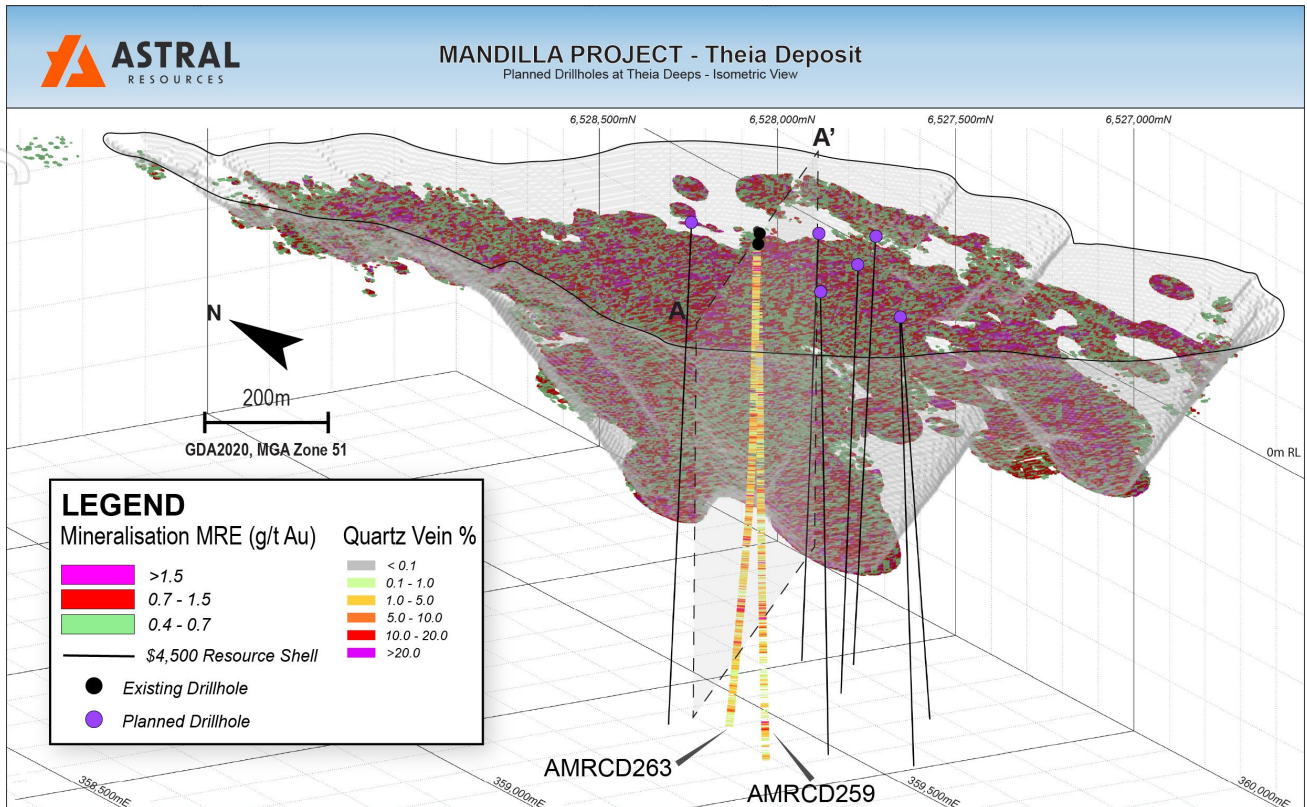 ASTRAL
RESOURCES
MANDILLA PROJECT - Theia Deposit
Planned Drillholes at Theia Deeps - Isometric View
6,528,500mN
6,528,000mN
6,527,500mN
6,527,000mN
A'
A
N
200m
GDA2020, MGA Zone 51
0m RL
LEGEND
Mineralisation MRE (g/t Au)
>1.5
0.7 - 1.5
0.4 - 0.7
$4,500 Resource Shell
Existing Drillhole
Planned Drillhole
Quartz Vein %
< 0.1
0.1 - 1.0
1.0 - 5.0
5.0 - 10.0
10.0 - 20.0
>20.0
AMRCD263
AMRCD259
358,500mE
359,000mE
359,500mE
360,000mE